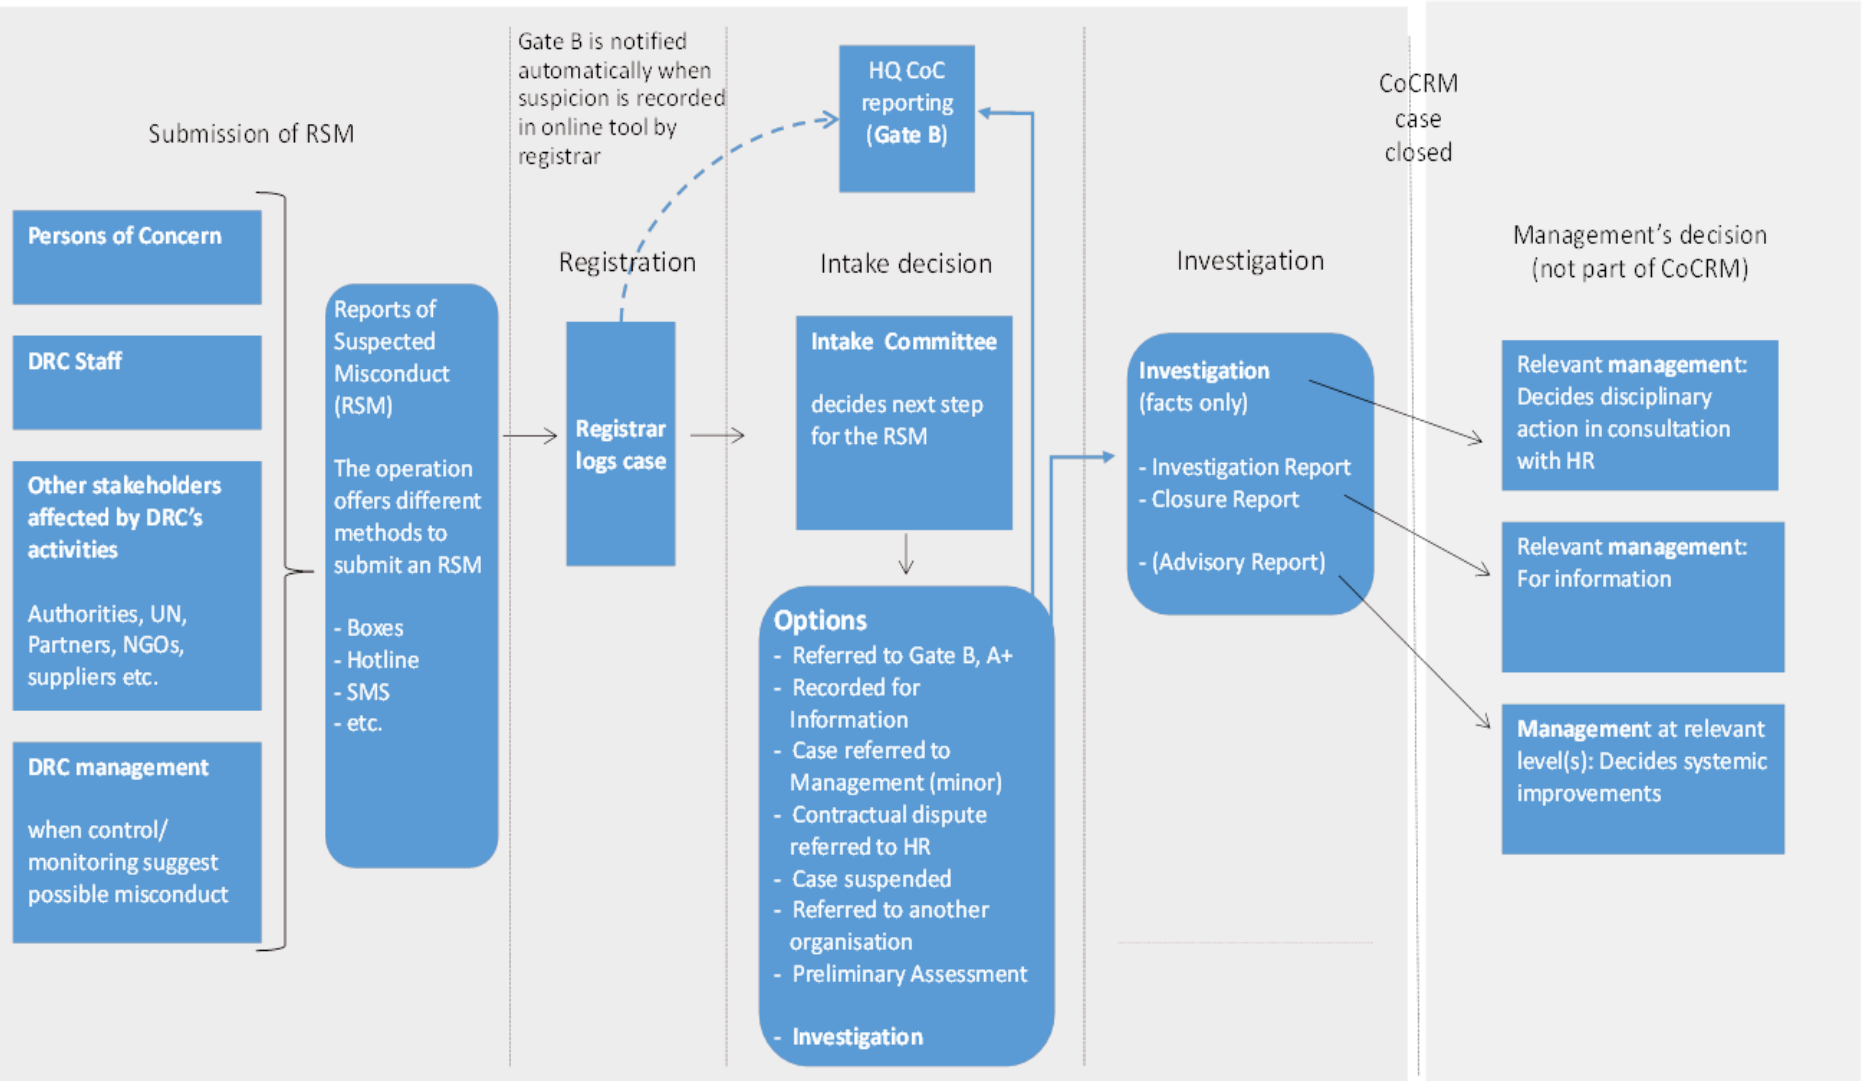 Submission of RSM
Persons of Concern
DRC Staff
Other stakeholders
affected by DRC's
activities
Authorities, UN,
Partners, NGOs,
suppliers etc.
DRC management
when control/
monitoring suggest
possible misconduct
Reports of
Suspected
Misconduct
(RSM)
The operation
offers different
methods to
submit an RSM
- Boxes
- Hotline
- SMS
- etc.
Gate B is notified
automatically when
suspicion is recorded
in online tool by
registrar
Registration
Registrar
logs case
HQ CoC
reporting
(Gate B)
Intake decision
Intake Committee
decides next step
for the RSM
Options
- Referred to Gate B, A+
- Recorded for
Information
- Case referred to
Management (minor)
- Contractual dispute
referred to HR
- Case suspended
- Referred to another
organisation
- Preliminary Assessment
- Investigation
Investigation
Investigation
(facts only)
- Investigation Report
- Closure Report
- (Advisory Report)
CoCRM
case
closed
Management's decision
(not part of CoCRM)
Relevant management:
Decides disciplinary
action in consultation
with HR
Relevant management:
For information
Management at relevant
level(s): Decides systemic
improvements